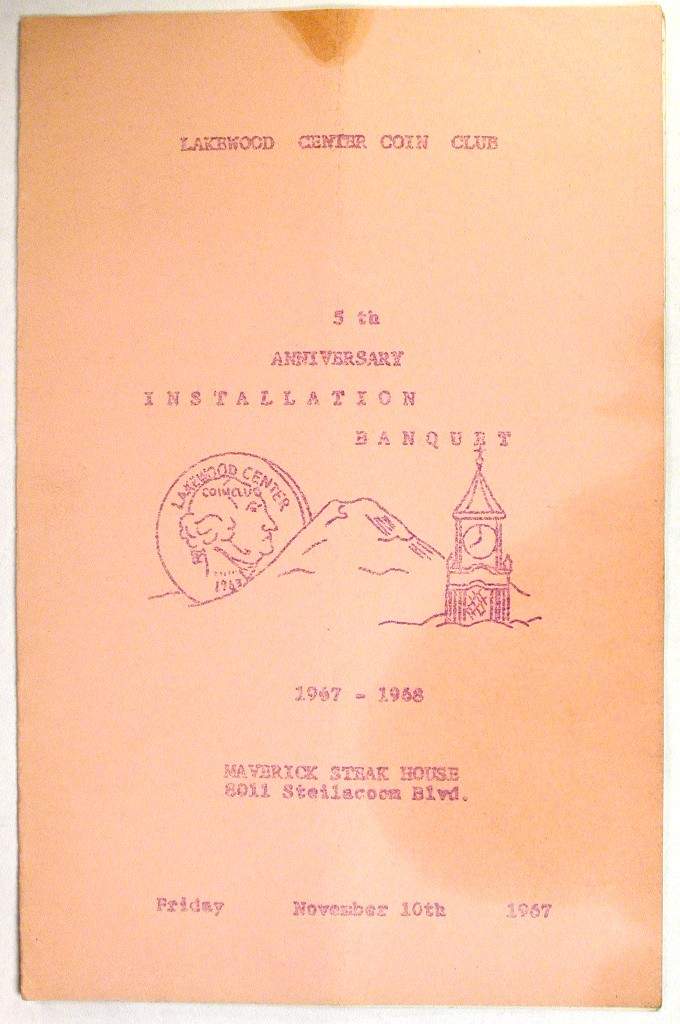 LAKEWOOD CENTER COIN CLUB
5 th
ANNIVERSARY
INSTALLATION
BANQUET
LAKEWOOD CENTER
COIN CLUB
1963
1967 - 1968
MAVERICK STEAK HOUSE
8011 Steilacoom Blvd.
Friday November 10th 1967